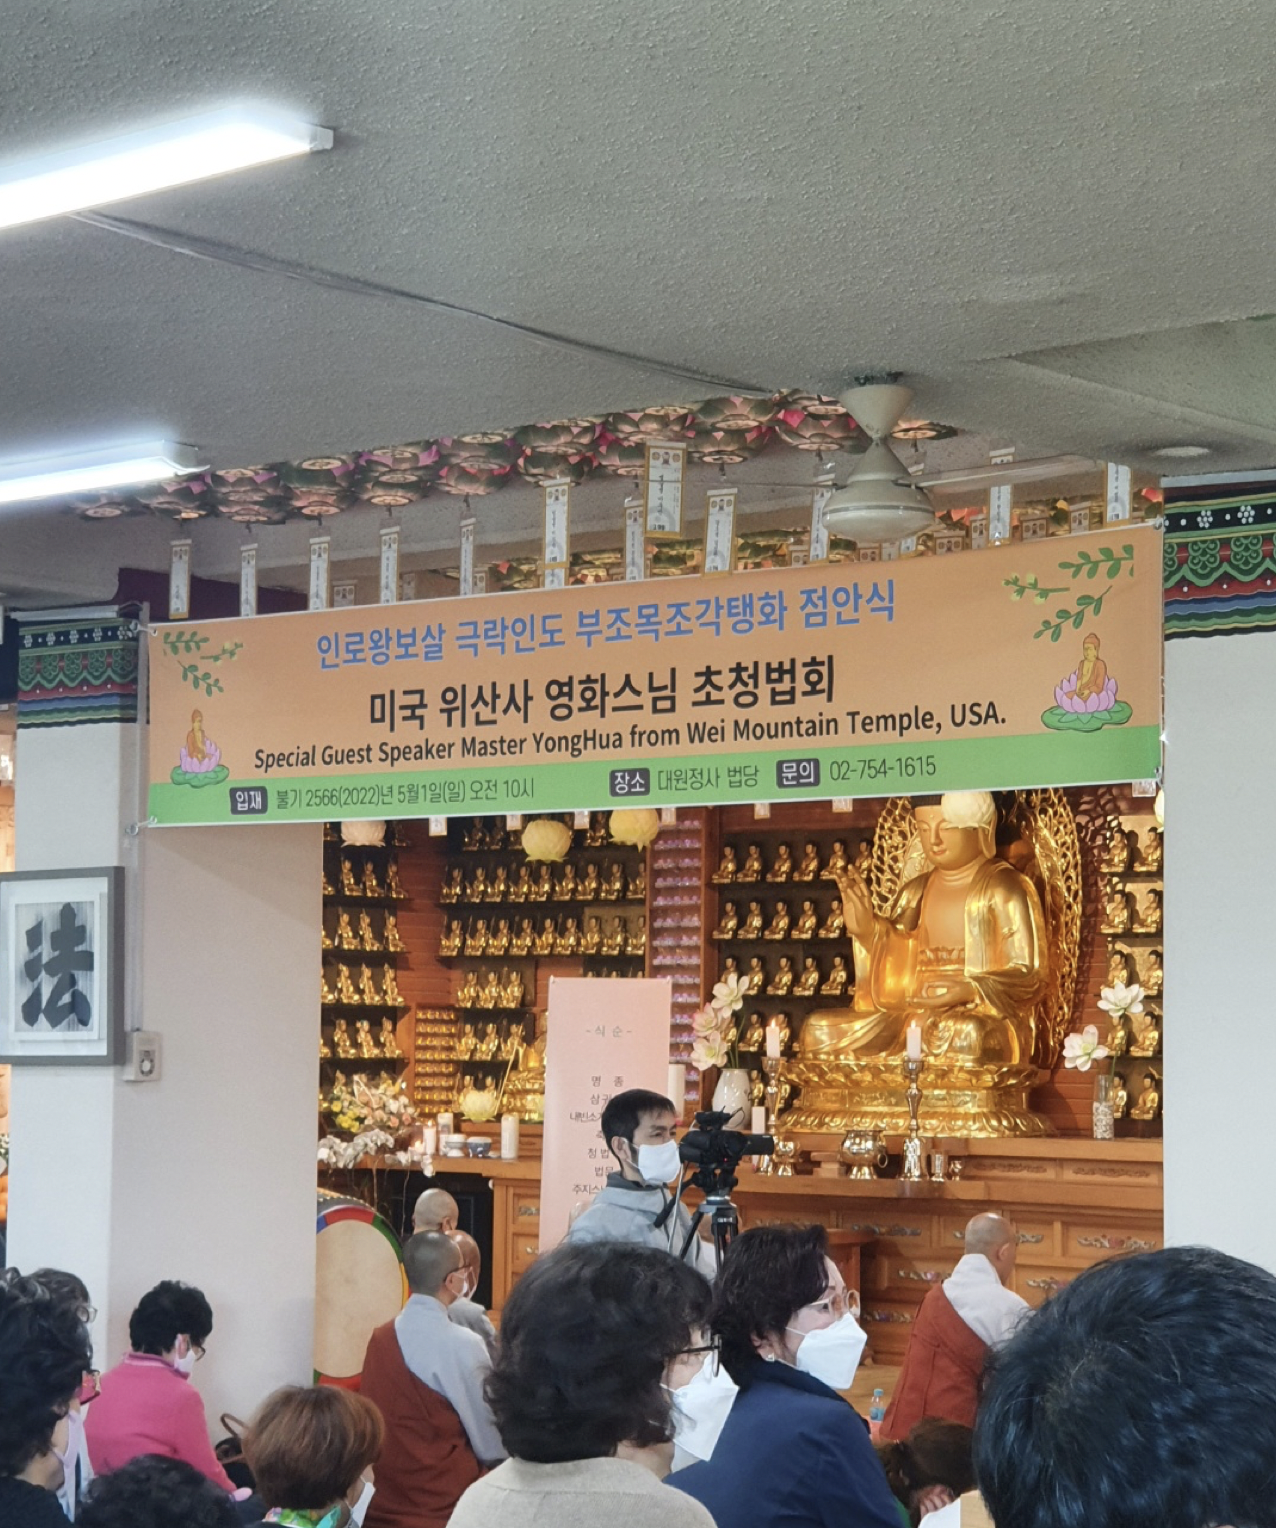 인로왕보살 극락인도 부조목조각탱화 점안식
미국 위산사 영화스님 초청법회
Special Guest Speaker Master YongHua from Wei Mountain Temple, USA.
입재 불기 2566(2022)년 5월1일(일) 오전 10시 장소 대원정사 법당 문의 02-754-1615
法
- 식 순 -
명 종